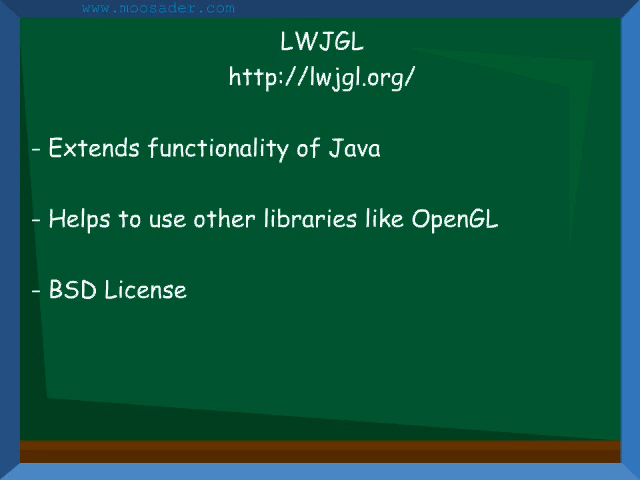 www.moosader.com
LWJGL
http://lwjgl.org/
- Extends functionality of Java
- Helps to use other libraries like OpenGL
- BSD License